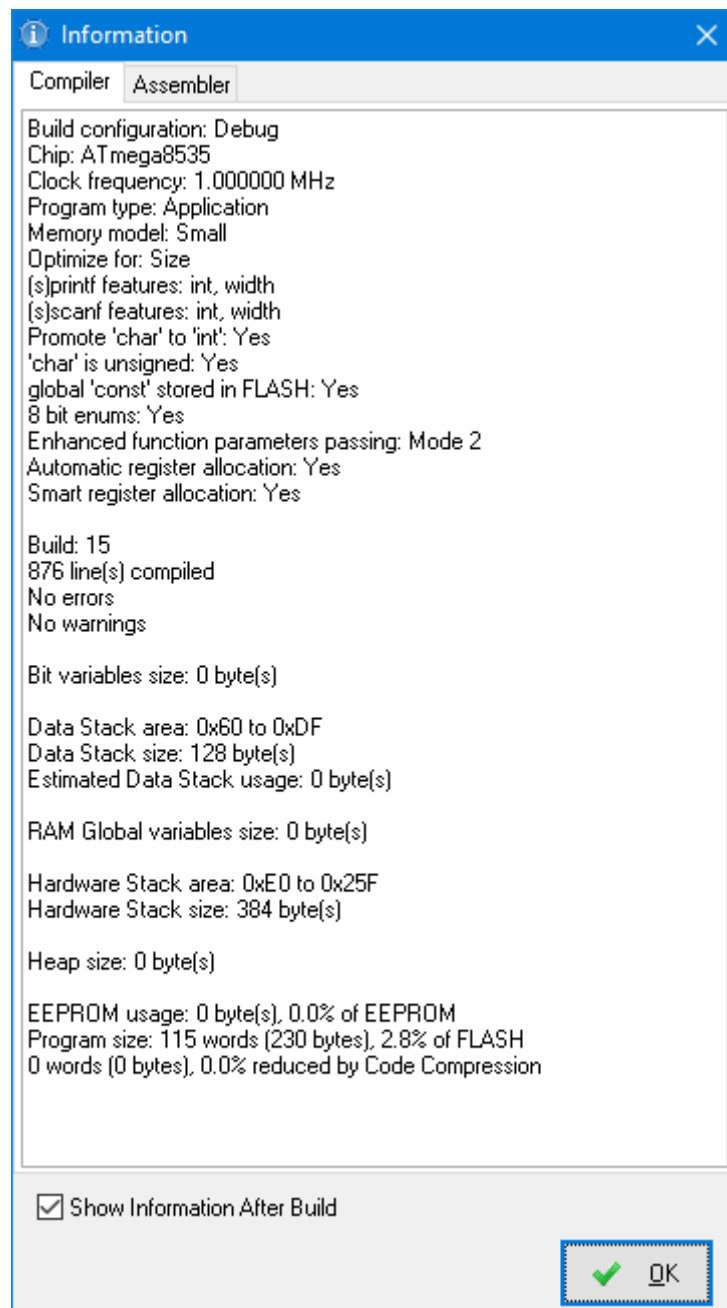 Information
Compiler
Assembler
Build configuration: Debug
Chip: ATmega8535
Clock frequency: 1.000000 MHz
Program type: Application
Memory model: Small
Optimize for: Size
(s)printf features: int, width
(s)scanf features: int, width
Promote 'char' to 'int': Yes
'char' is unsigned: Yes
global 'const' stored in FLASH: Yes
8 bit enums: Yes
Enhanced function parameters passing: Mode 2
Automatic register allocation: Yes
Smart register allocation: Yes
Build: 15
876 line(s) compiled
No errors
No warnings
Bit variables size: 0 byte(s)
Data Stack area: 0x60 to 0xDF
Data Stack size: 128 byte(s)
Estimated Data Stack usage: 0 byte(s)
RAM Global variables size: 0 byte(s)
Hardware Stack area: 0xE0 to 0x25F
Hardware Stack size: 384 byte(s)
Heap size: 0 byte(s)
EEPROM usage: 0 byte(s), 0.0% of EEPROM
Program size: 115 words (230 bytes), 2.8% of FLASH
0 words (0 bytes), 0.0% reduced by Code Compression
Show Information After Build
OK